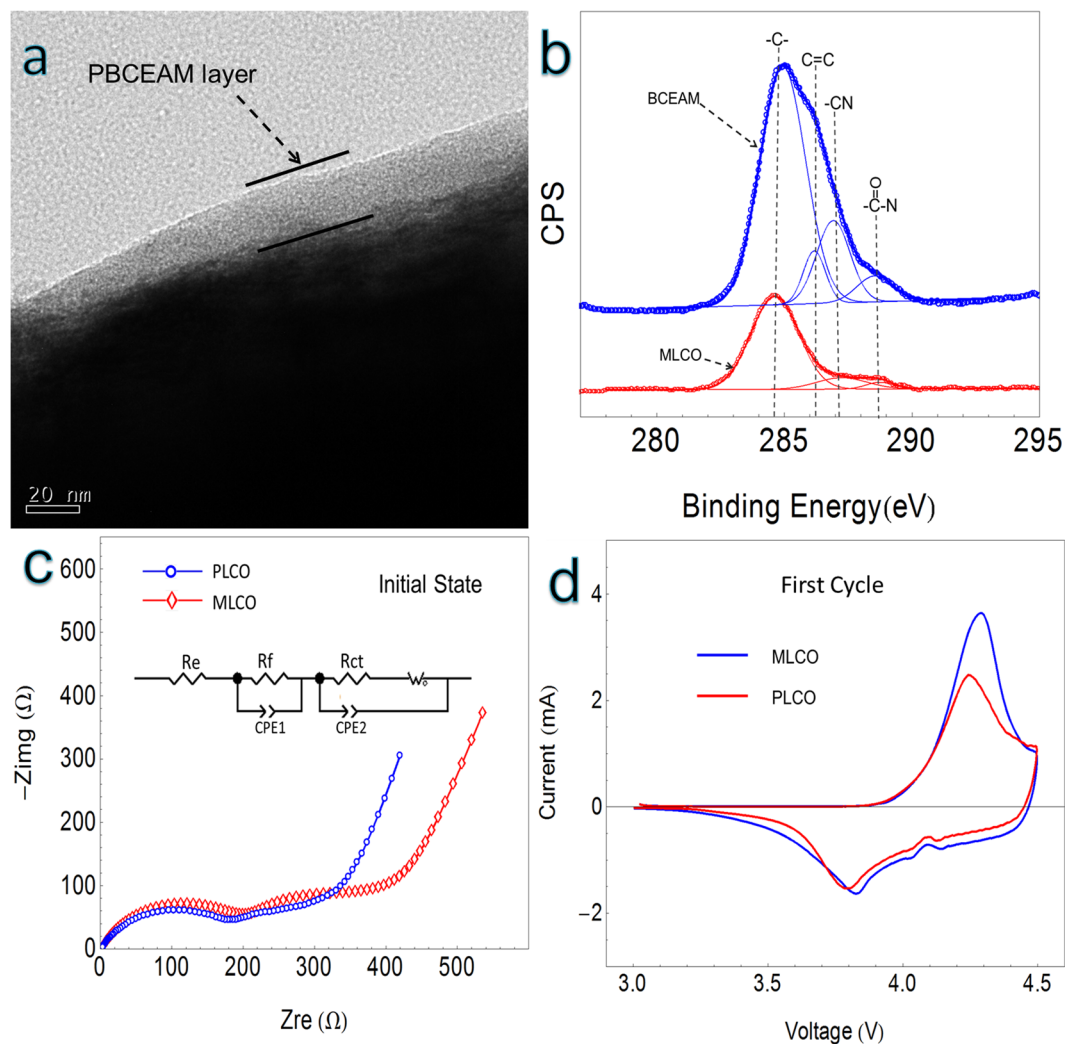 a
PBCEAM layer
20 nm
b
-C-
C=C
-CN
O
-C-N
BCEAM
MLCO
CPS
280 285 290 295
Binding Energy(eV)
c
PLCO
MLCO
Initial State
Re
Rf
Rct
Wo
CPE1
CPE2
600
500
400
300
200
100
0
−Zimg (Ω)
0 100 200 300 400 500
Zre (Ω)
d
First Cycle
MLCO
PLCO
4
2
0
−2
Current (mA)
3.0 3.5 4.0 4.5
Voltage (V)